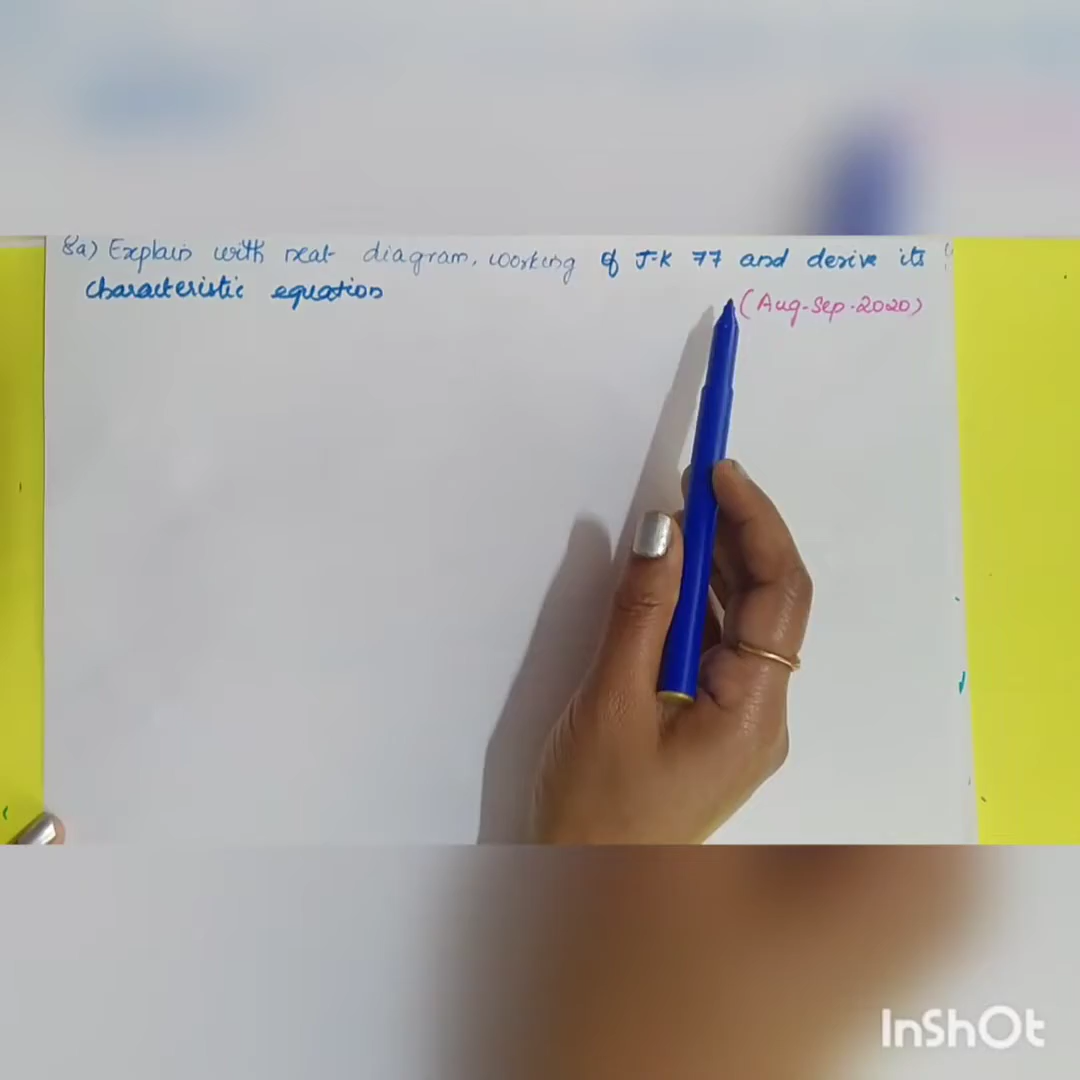 8a) Explain with neat diagram, working of J-K FF and derive its
characteristic equation
(Aug-Sep-2020)
InShOt